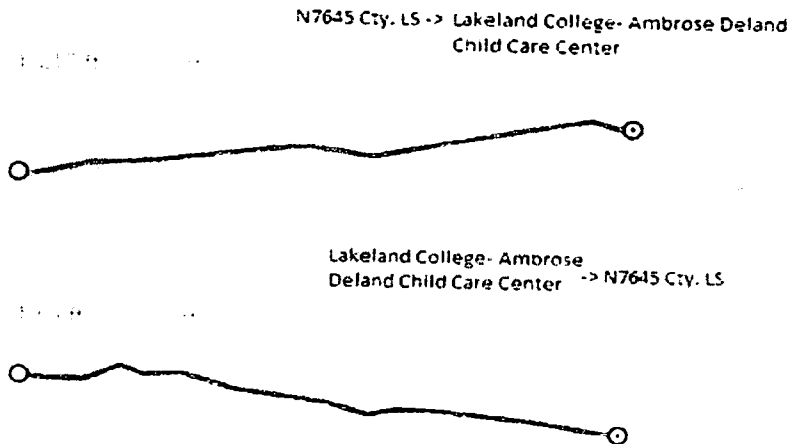 N7645 Cty. LS -> Lakeland College- Ambrose Deland
Child Care Center
Lakeland College- Ambrose
Deland Child Care Center -> N7645 Cty. LS